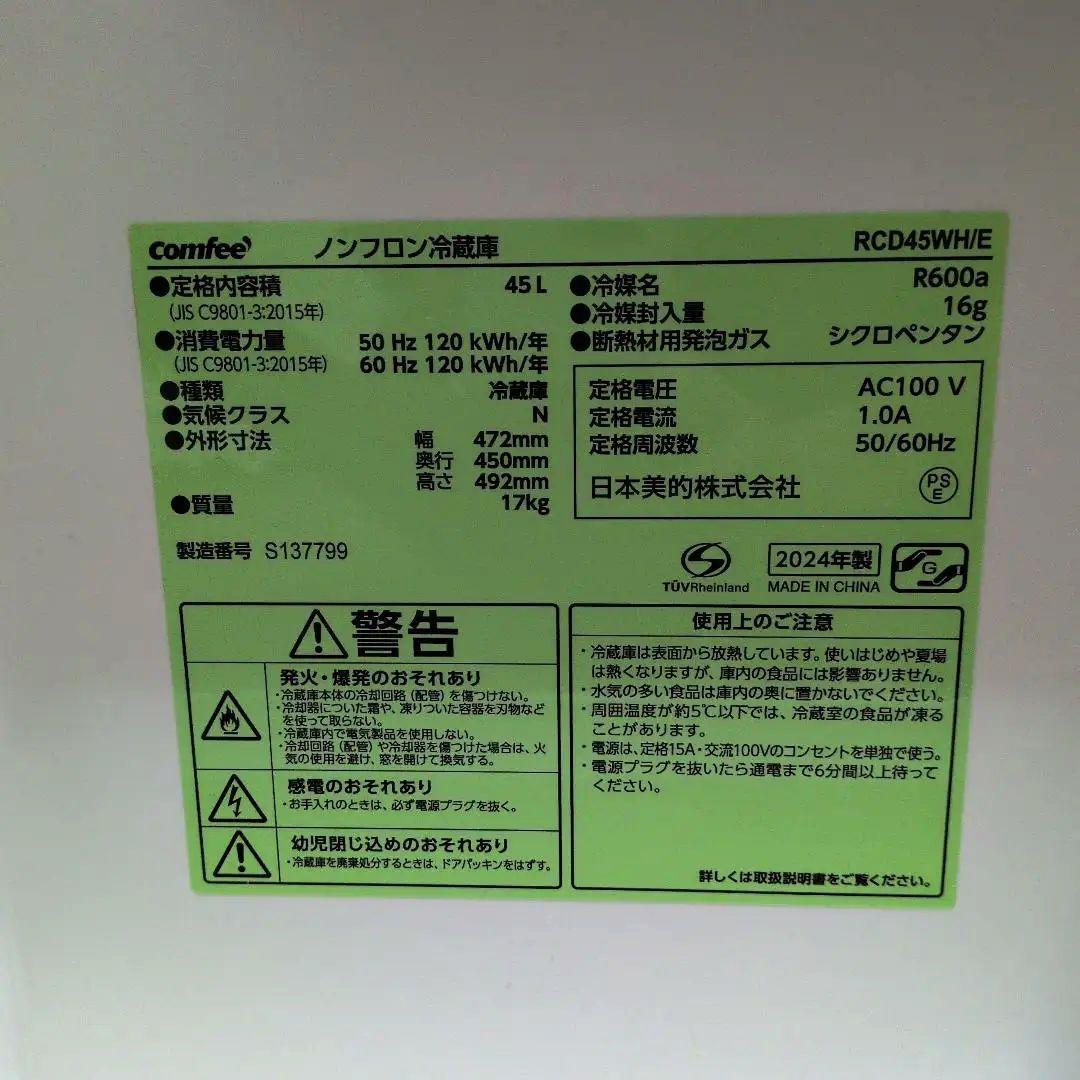 comfee' ノンフロン冷蔵庫 RCD45WH/E
●定格内容積 45 L
(JIS C9801-3:2015年)
●消費電力量 50 Hz 120 kWh/年
(JIS C9801-3:2015年) 60 Hz 120 kWh/年
●種類 冷蔵庫
●気候クラス N
●外形寸法 幅 472mm
奥行 450mm
高さ 492mm
●質量 17kg
製造番号 S137799
●冷媒名 R600a
●冷媒封入量 16g
●断熱材用発泡ガス シクロペンタン
定格電圧 AC100 V
定格電流 1.0A
定格周波数 50/60Hz
日本美的株式会社 PS E
TÜVRheinland
2024年製
MADE IN CHINA
G
警告
発火・爆発のおそれあり
・冷蔵庫本体の冷却回路（配管）を傷つけない。
・冷却器についた霜や、凍りついた容器を刃物など
を使って取らない。
・冷蔵庫内で電気製品を使用しない。
・冷却回路（配管）や冷却器を傷つけた場合は、火
気の使用を避け、窓を開けて換気する。
感電のおそれあり
・お手入れのときは、必ず電源プラグを抜く。
幼児閉じ込めのおそれあり
・冷蔵庫を廃棄処分するときは、ドアパッキンをはずす。
使用上のご注意
・冷蔵庫は表面から放熱しています。使いはじめや夏場
は熱くなりますが、庫内の食品には影響ありません。
・水気の多い食品は庫内の奥に置かないでください。
・周囲温度が約5℃以下では、冷蔵室の食品が凍る
ことがあります。
・電源は、定格15A・交流100Vのコンセントを単独で使う。
・電源プラグを抜いたら通電まで6分間以上待って
ください。
詳しくは取扱説明書をご覧ください。